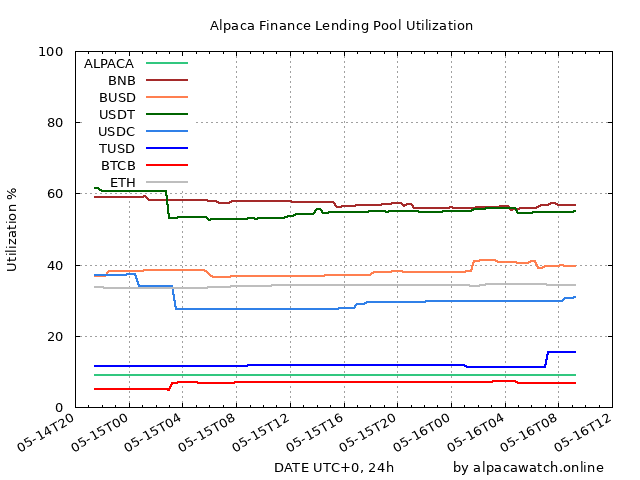 Alpaca Finance Lending Pool Utilization
100
80
60
40
20
0
Utilization %
ALPACA
BNB
BUSD
USDT
USDC
TUSD
BTCB
ETH
05-14T20
05-15T00
05-15T04
05-15T08
05-15T12
05-15T16
05-15T20
05-16T00
05-16T04
05-16T08
05-16T12
DATE UTC+0, 24h
by alpacawatch.online